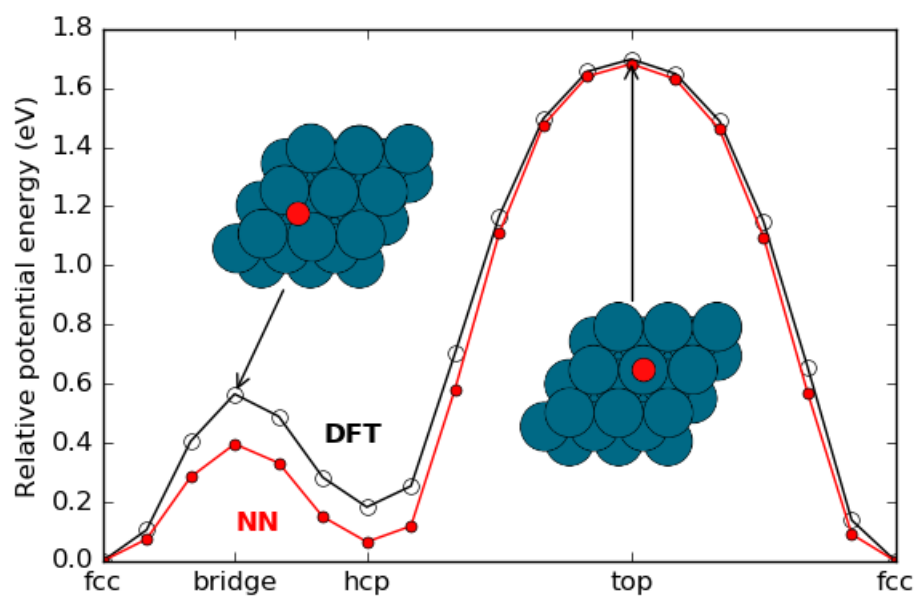 Relative potential energy (eV)
1.8
1.6
1.4
1.2
1.0
0.8
0.6
0.4
0.2
0.0
DFT
NN
fcc bridge hcp top fcc